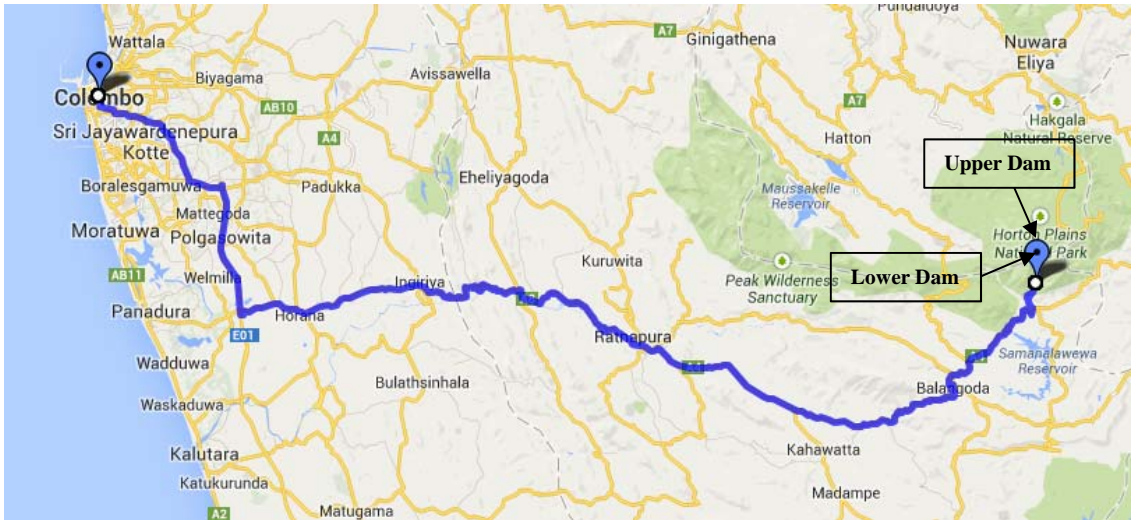 Wattala
Biyagama
Colombo
Sri Jayawardenepura
Kotte
Boralesgamuwa
Mattegoda
Moratuwa
Polgasowita
AB11
Welmilla
Panadura
Wadduwa
Waskaduwa
Kalutara
Katukurunda
A2
Matugama
E01
Horana
Ingiriya
Bulathsinhala
AB10
A4
Padukka
Avissawella
Eheliyagoda
Kuruwita
Ratnapura
A7
Ginigathena
A7
Hatton
Maussakelle
Reservoir
Peak Wilderness
Sanctuary
Pundaluoya
Nuwara
Eliya
Hakgala
Natural Reserve
Upper Dam
Horton Plains
National Park
Lower Dam
Samanalawewa
Reservoir
Balangoda
Kahawatta
Madampe